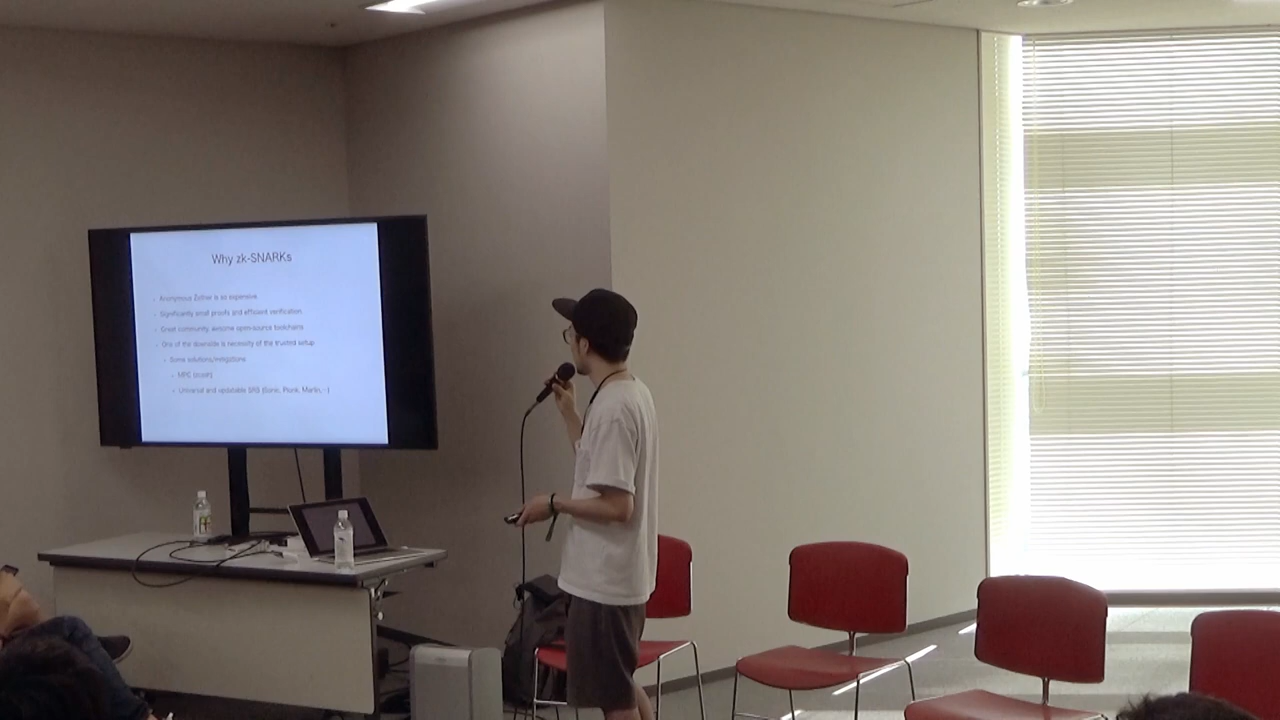 Why zk-SNARKs
- Anonymous Zether is so expensive
- Significantly small proofs and efficient verification
- Great community, awesome open-source toolchains
- One of the downside is necessity of the trusted setup
- Some solutions/mitigations
- MPC
- Universal and updatable SRS (Sonic, Plonk, Marlin, …)